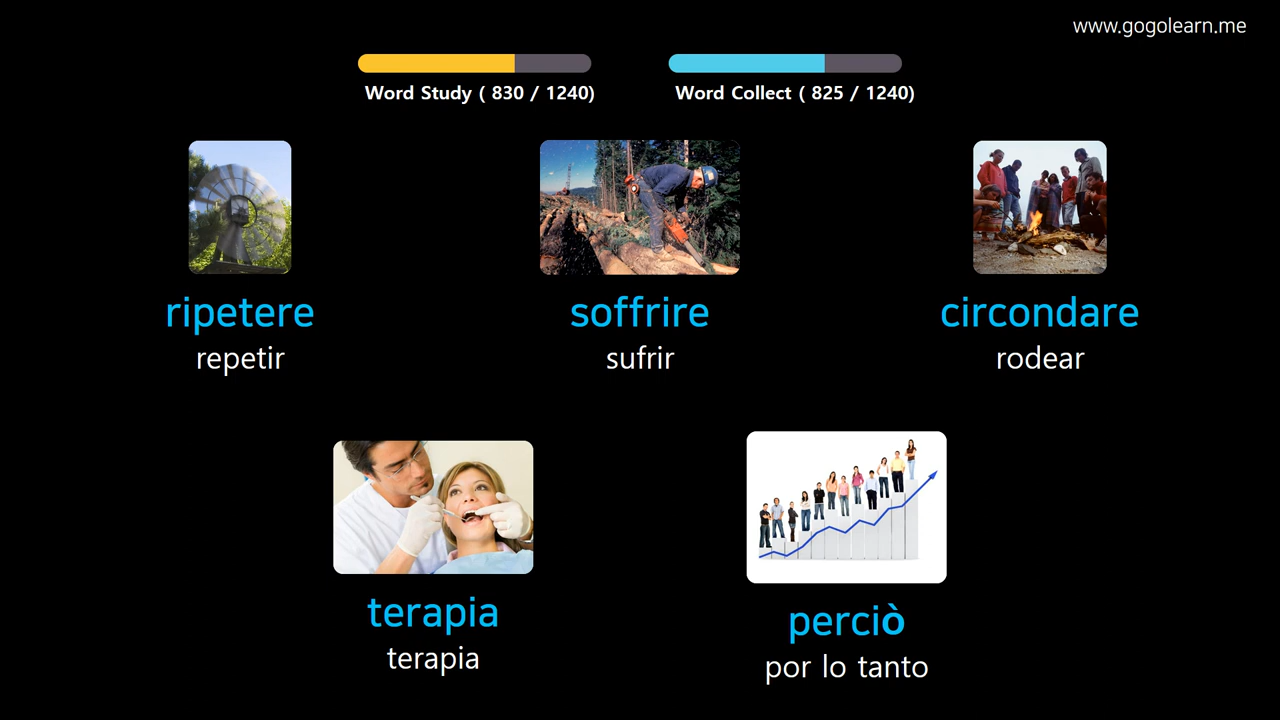 www.gogolearn.me
Word Study ( 830 / 1240)
Word Collect ( 825 / 1240)
ripetere
repetir
soffrire
sufrir
circondare
rodear
terapia
terapia
perciò
por lo tanto